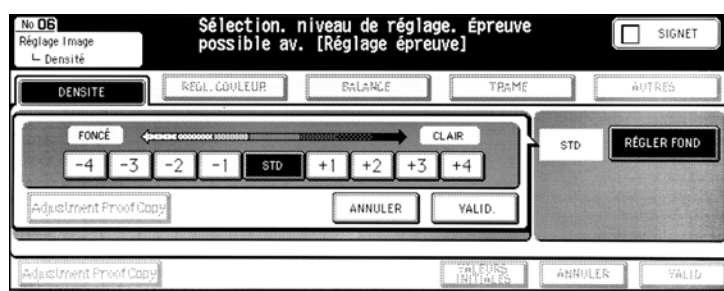 No 06
Réglage Image
Densité
Sélection. niveau de réglage. Épreuve
possible av. [Réglage épreuve]
SIGNET
DENSITE
REGL. COULEUR
BALANCE
TRAME
AUTRES
FONCÉ
CLAIR
-4 -3 -2 -1 STD +1 +2 +3 +4
STD
RÉGLER FOND
Adjustment Proof Copy
ANNULER
VALID.
Adjustment Proof Copy
VALEURS
INITIALES
ANNULER
VALID